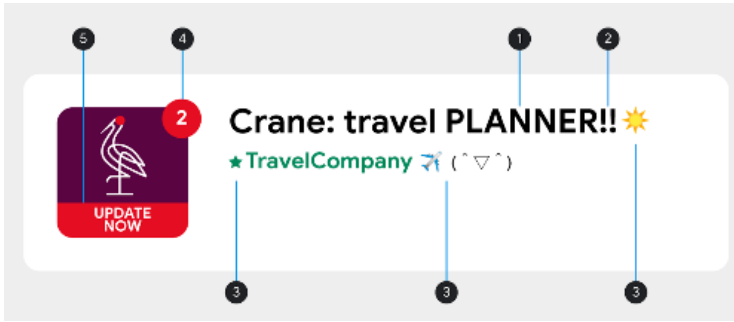 5 4 1 2
2
Crane: travel PLANNER!!☀️
★TravelCompany ✈️ (ˆ▽ˆ)
UPDATE
NOW
3 3 3